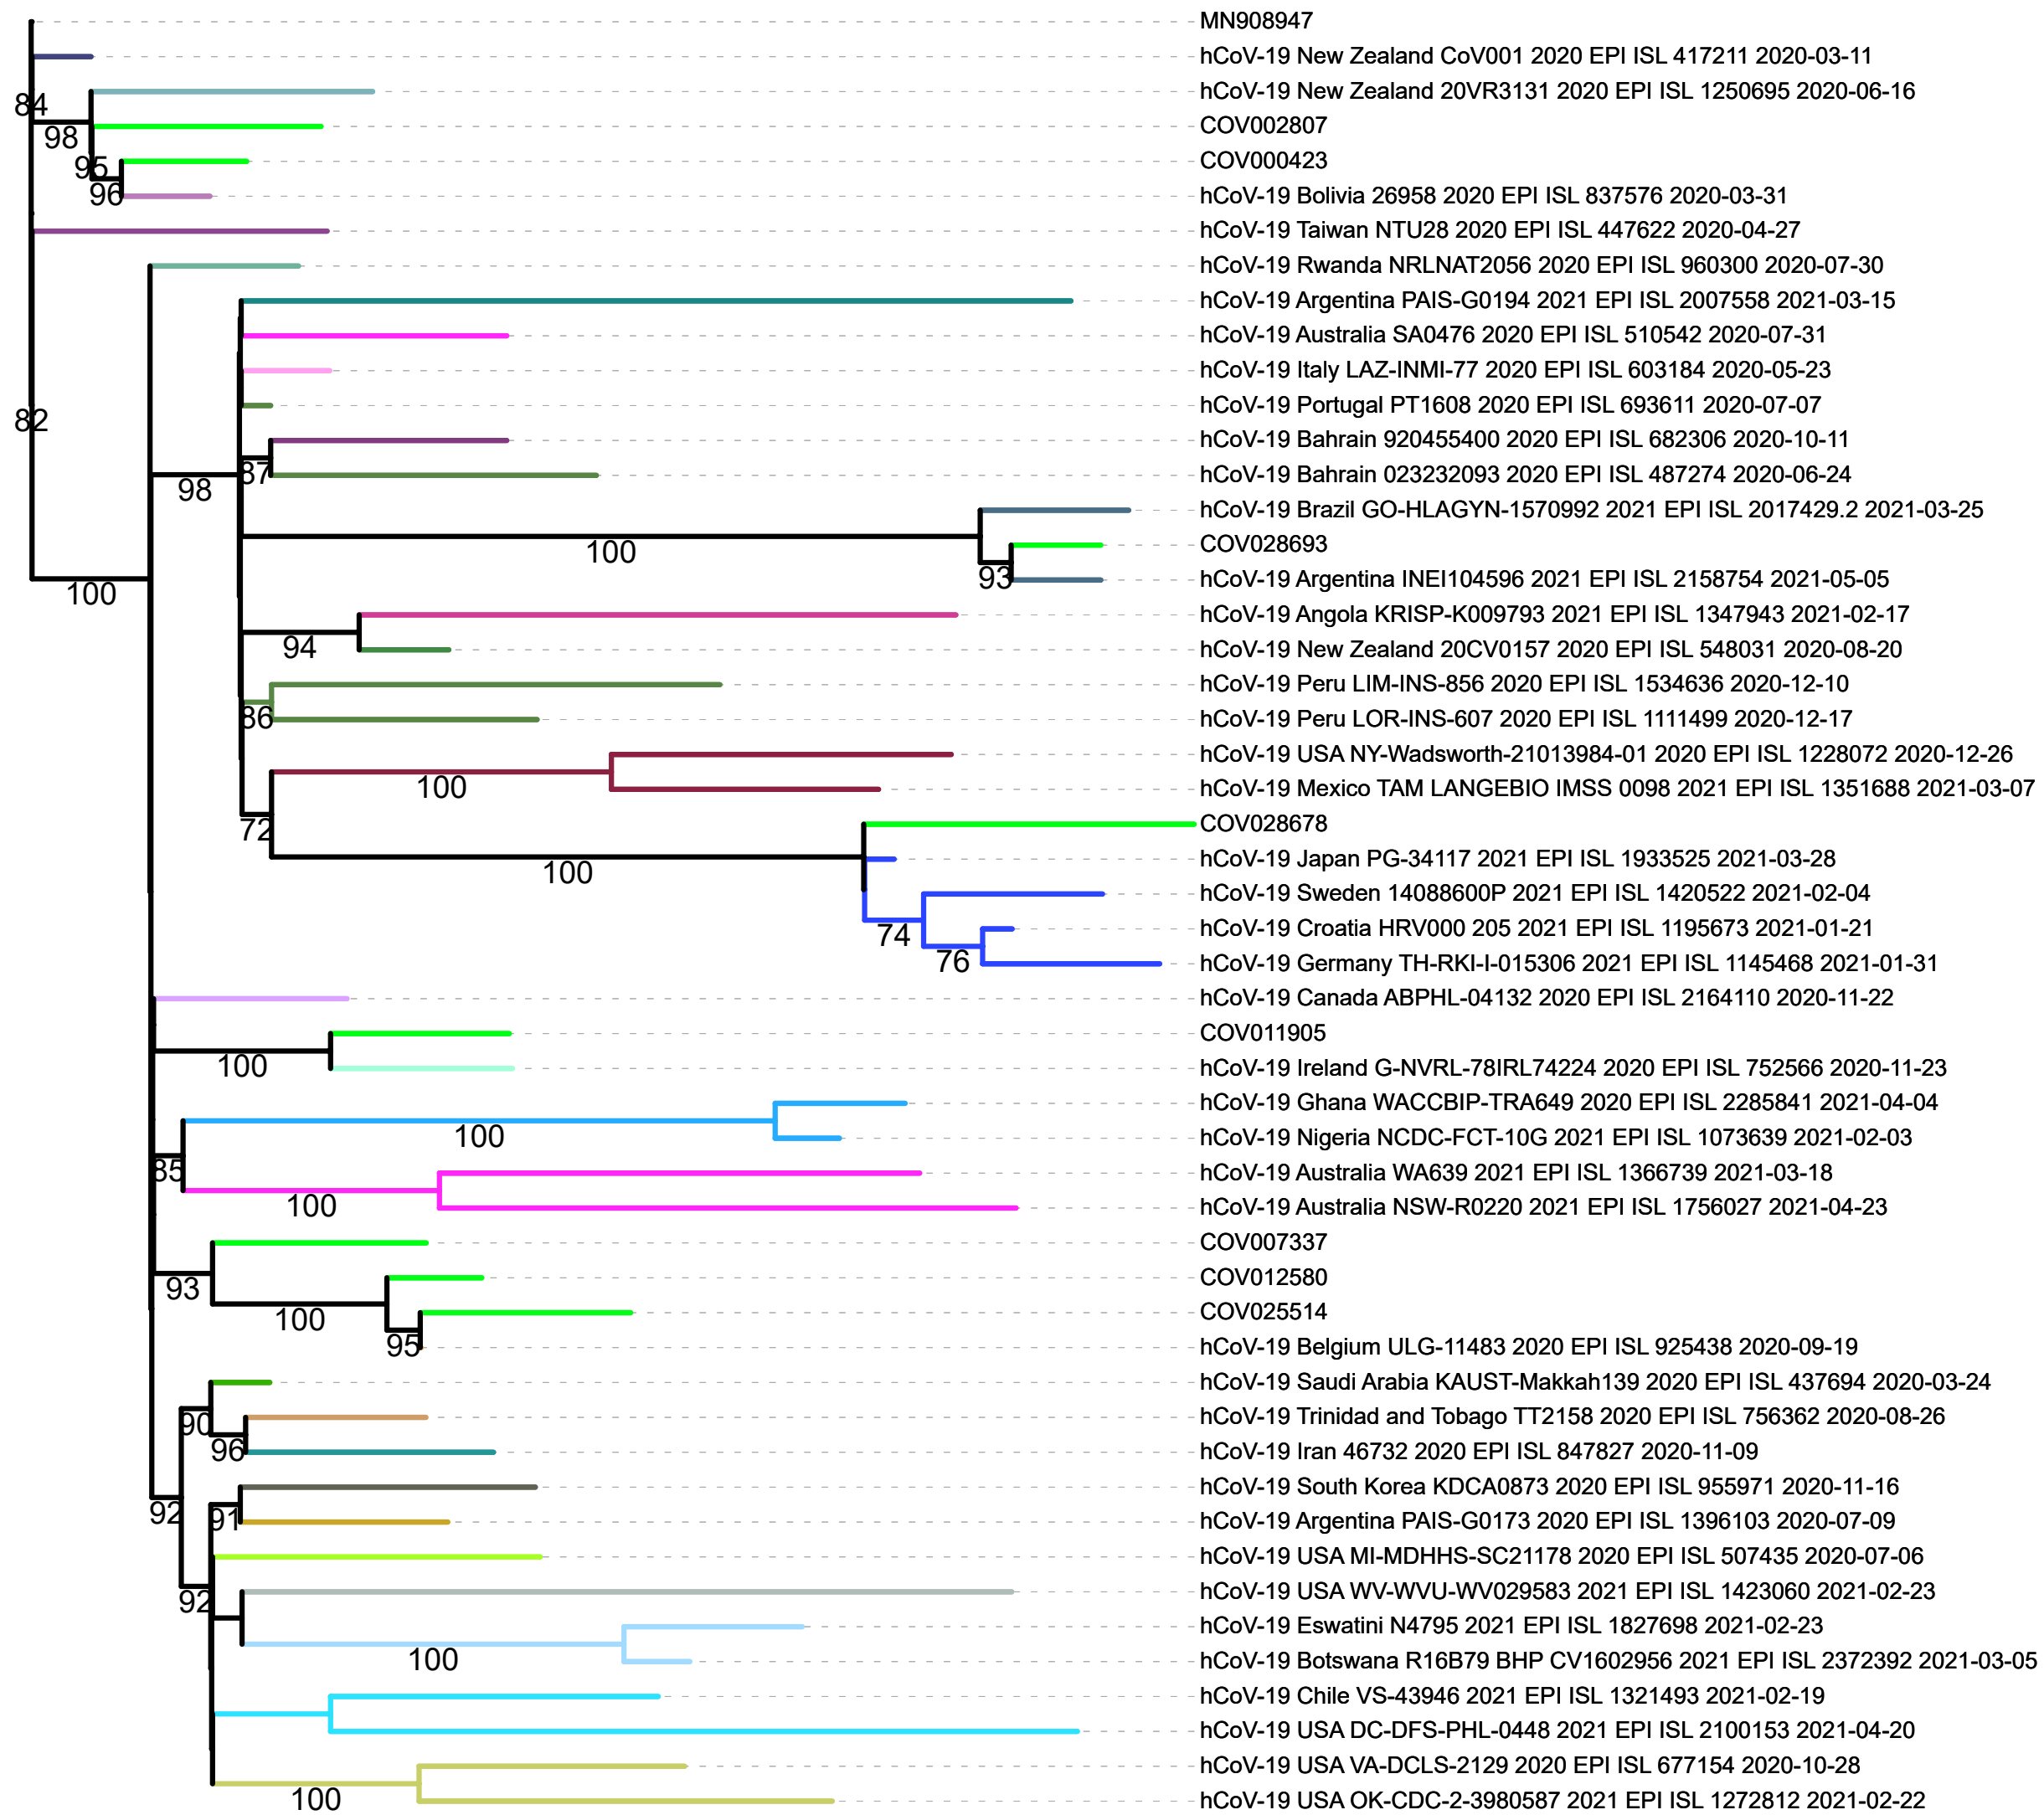 MN908947
hCoV-19 New Zealand CoV001 2020 EPI ISL 417211 2020-03-11
hCoV-19 New Zealand 20VR3131 2020 EPI ISL 1250695 2020-06-16
84
COV002807
98
COV000423
95
96
hCoV-19 Bolivia 26958 2020 EPI ISL 837576 2020-03-31
hCoV-19 Taiwan NTU28 2020 EPI ISL 447622 2020-04-27
hCoV-19 Rwanda NRLNAT2056 2020 EPI ISL 960300 2020-07-30
hCoV-19 Argentina PAIS-G0194 2021 EPI ISL 2007558 2021-03-15
hCoV-19 Australia SA0476 2020 EPI ISL 510542 2020-07-31
hCoV-19 Italy LAZ-INMI-77 2020 EPI ISL 603184 2020-05-23
hCoV-19 Portugal PT1608 2020 EPI ISL 693611 2020-07-07
82
hCoV-19 Bahrain 920455400 2020 EPI ISL 682306 2020-10-11
87
hCoV-19 Bahrain 023232093 2020 EPI ISL 487274 2020-06-24
98
hCoV-19 Brazil GO-HLAGYN-1570992 2021 EPI ISL 2017429.2 2021-03-25
COV028693
100
93
hCoV-19 Argentina INEI104596 2021 EPI ISL 2158754 2021-05-05
100
hCoV-19 Angola KRISP-K009793 2021 EPI ISL 1347943 2021-02-17
94
hCoV-19 New Zealand 20CV0157 2020 EPI ISL 548031 2020-08-20
hCoV-19 Peru LIM-INS-856 2020 EPI ISL 1534636 2020-12-10
86
hCoV-19 Peru LOR-INS-607 2020 EPI ISL 1111499 2020-12-17
hCoV-19 USA NY-Wadsworth-21013984-01 2020 EPI ISL 1228072 2020-12-26
100
hCoV-19 Mexico TAM LANGEBIO IMSS 0098 2021 EPI ISL 1351688 2021-03-07
72
COV028678
hCoV-19 Japan PG-34117 2021 EPI ISL 1933525 2021-03-28
100
hCoV-19 Sweden 14088600P 2021 EPI ISL 1420522 2021-02-04
74
hCoV-19 Croatia HRV000 205 2021 EPI ISL 1195673 2021-01-21
76
hCoV-19 Germany TH-RKI-I-015306 2021 EPI ISL 1145468 2021-01-31
hCoV-19 Canada ABPHL-04132 2020 EPI ISL 2164110 2020-11-22
COV011905
100
hCoV-19 Ireland G-NVRL-78IRL74224 2020 EPI ISL 752566 2020-11-23
hCoV-19 Ghana WACCBIP-TRA649 2020 EPI ISL 2285841 2021-04-04
100
hCoV-19 Nigeria NCDC-FCT-10G 2021 EPI ISL 1073639 2021-02-03
85
hCoV-19 Australia WA639 2021 EPI ISL 1366739 2021-03-18
100
hCoV-19 Australia NSW-R0220 2021 EPI ISL 1756027 2021-04-23
COV007337
93
COV012580
100
COV025514
95
hCoV-19 Belgium ULG-11483 2020 EPI ISL 925438 2020-09-19
hCoV-19 Saudi Arabia KAUST-Makkah139 2020 EPI ISL 437694 2020-03-24
90
hCoV-19 Trinidad and Tobago TT2158 2020 EPI ISL 756362 2020-08-26
96
hCoV-19 Iran 46732 2020 EPI ISL 847827 2020-11-09
hCoV-19 South Korea KDCA0873 2020 EPI ISL 955971 2020-11-16
92
91
hCoV-19 Argentina PAIS-G0173 2020 EPI ISL 1396103 2020-07-09
hCoV-19 USA MI-MDHHS-SC21178 2020 EPI ISL 507435 2020-07-06
92
hCoV-19 USA WV-WVU-WV029583 2021 EPI ISL 1423060 2021-02-23
hCoV-19 Eswatini N4795 2021 EPI ISL 1827698 2021-02-23
100
hCoV-19 Botswana R16B79 BHP CV1602956 2021 EPI ISL 2372392 2021-03-05
hCoV-19 Chile VS-43946 2021 EPI ISL 1321493 2021-02-19
hCoV-19 USA DC-DFS-PHL-0448 2021 EPI ISL 2100153 2021-04-20
hCoV-19 USA VA-DCLS-2129 2020 EPI ISL 677154 2020-10-28
100
hCoV-19 USA OK-CDC-2-3980587 2021 EPI ISL 1272812 2021-02-22